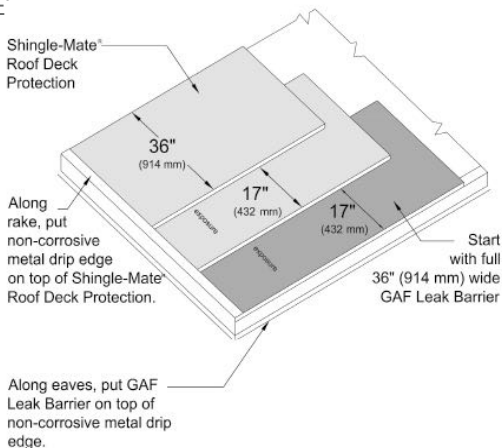 Shingle-Mate®
Roof Deck
Protection
36"
(914 mm)
17"
(432 mm)
17"
(432 mm)
exposure
exposure
Along
rake, put
non-corrosive
metal drip edge
on top of Shingle-Mate®
Roof Deck Protection.
Start
with full
36" (914 mm) wide
GAF Leak Barrier
Along eaves, put GAF
Leak Barrier on top of
non-corrosive metal drip
edge.